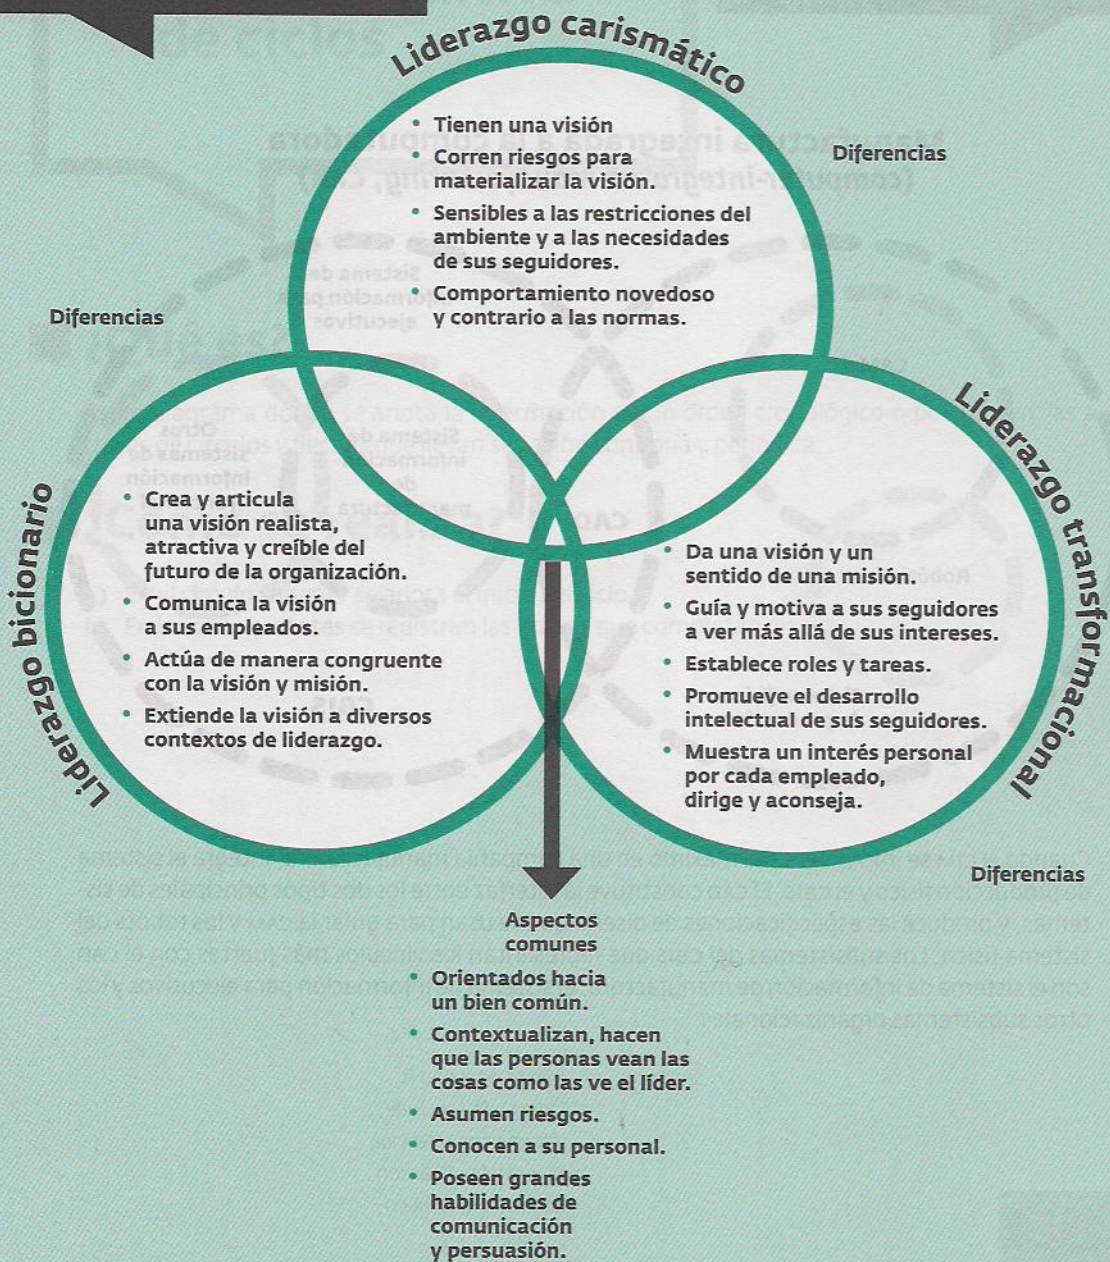 Liderazgo carismático
• Tienen una visión
• Corren riesgos para
materializar la visión.
• Sensibles a las restricciones del
ambiente y a las necesidades
de sus seguidores.
• Comportamiento novedoso
y contrario a las normas.
Diferencias
Diferencias
Liderazgo bicionario
• Crea y articula
una visión realista,
atractiva y creíble del
futuro de la organización.
• Comunica la visión
a sus empleados.
• Actúa de manera congruente
con la visión y misión.
• Extiende la visión a diversos
contextos de liderazgo.
Liderazgo transformacional
• Da una visión y un
sentido de una misión.
• Guía y motiva a sus seguidores
a ver más allá de sus intereses.
• Establece roles y tareas.
• Promueve el desarrollo
intelectual de sus seguidores.
• Muestra un interés personal
por cada empleado,
dirige y aconseja.
Diferencias
Aspectos
comunes
• Orientados hacia
un bien común.
• Contextualizan, hacen
que las personas vean las
cosas como las ve el líder.
• Asumen riesgos.
• Conocen a su personal.
• Poseen grandes
habilidades de
comunicación
y persuasión.